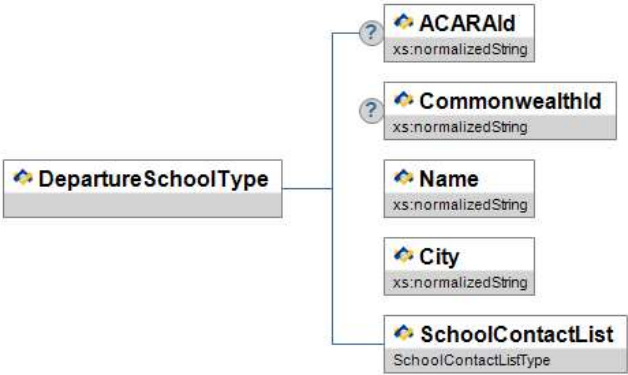 ?
ACARAId
xs:normalizedString
?
CommonwealthId
xs:normalizedString
DepartureSchoolType
Name
xs:normalizedString
City
xs:normalizedString
SchoolContactList
SchoolContactListType